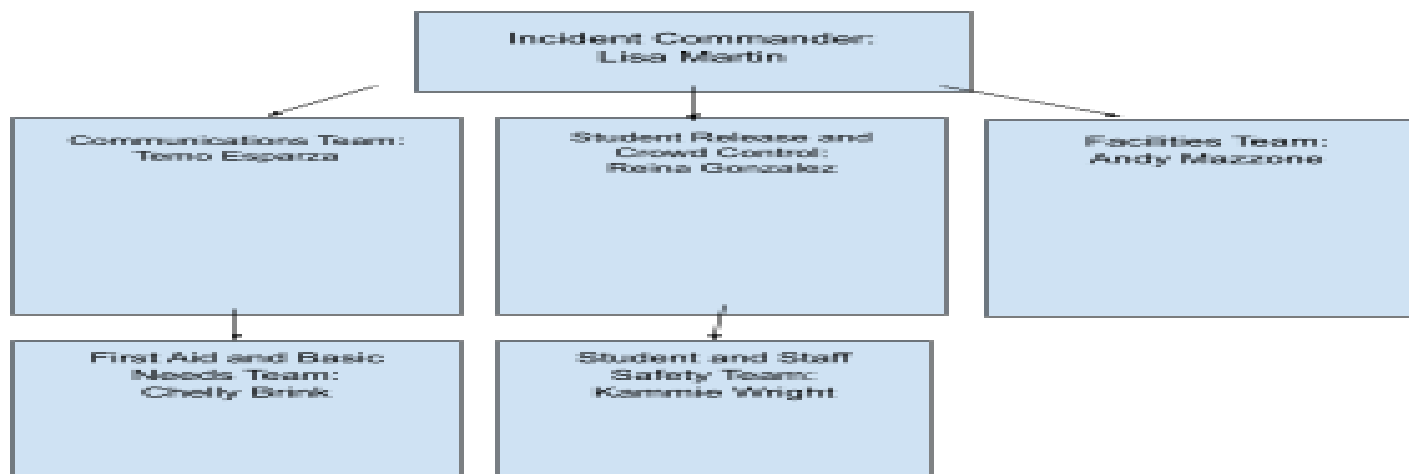 Incident Commander:
Lisa Martin
Communications Team:
Temo Esparza
Student Release and
Crowd Control:
Reina Gonzalez
Facilities Team:
Andy Mazzone
First Aid and Basic
Needs Team:
Chelly Brink
Student and Staff
Safety Team:
Kammie Wright